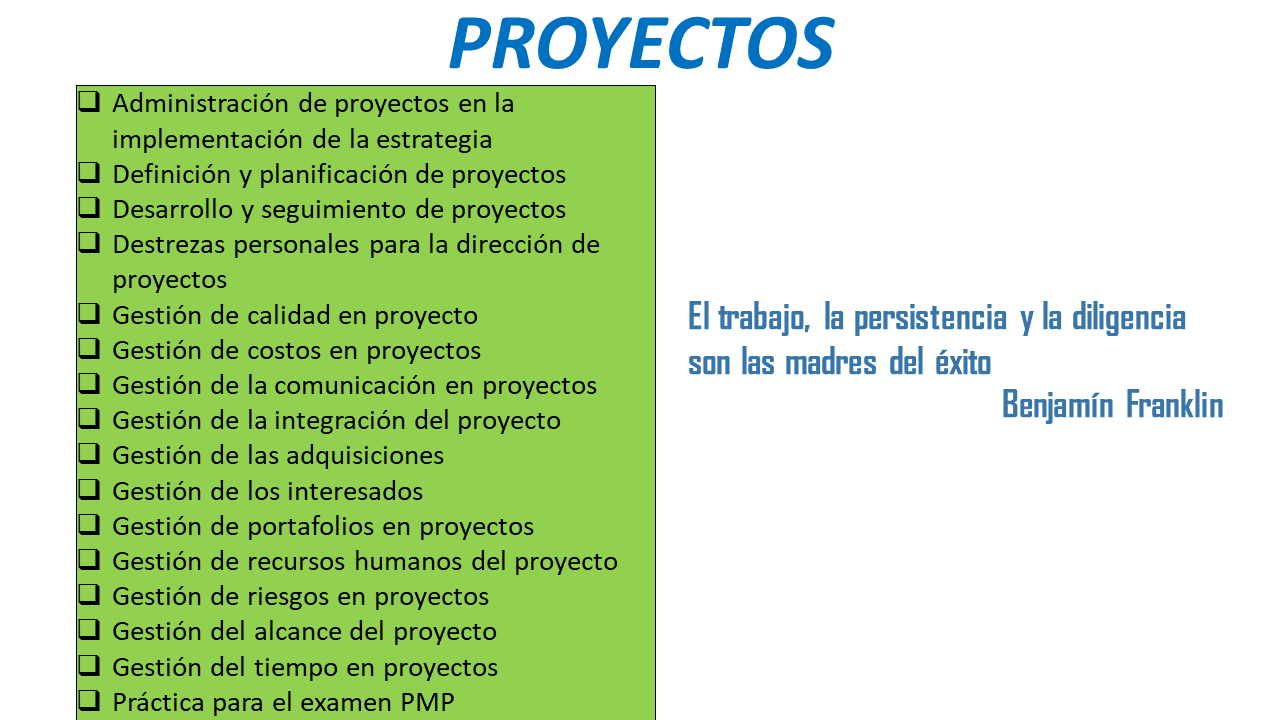 PROYECTOS
❑ Administración de proyectos en la
implementación de la estrategia
❑ Definición y planificación de proyectos
❑ Desarrollo y seguimiento de proyectos
❑ Destrezas personales para la dirección de
proyectos
❑ Gestión de calidad en proyecto
❑ Gestión de costos en proyectos
❑ Gestión de la comunicación en proyectos
❑ Gestión de la integración del proyecto
❑ Gestión de las adquisiciones
❑ Gestión de los interesados
❑ Gestión de portafolios en proyectos
❑ Gestión de recursos humanos del proyecto
❑ Gestión de riesgos en proyectos
❑ Gestión del alcance del proyecto
❑ Gestión del tiempo en proyectos
❑ Práctica para el examen PMP
El trabajo, la persistencia y la diligencia
son las madres del éxito
Benjamín Franklin